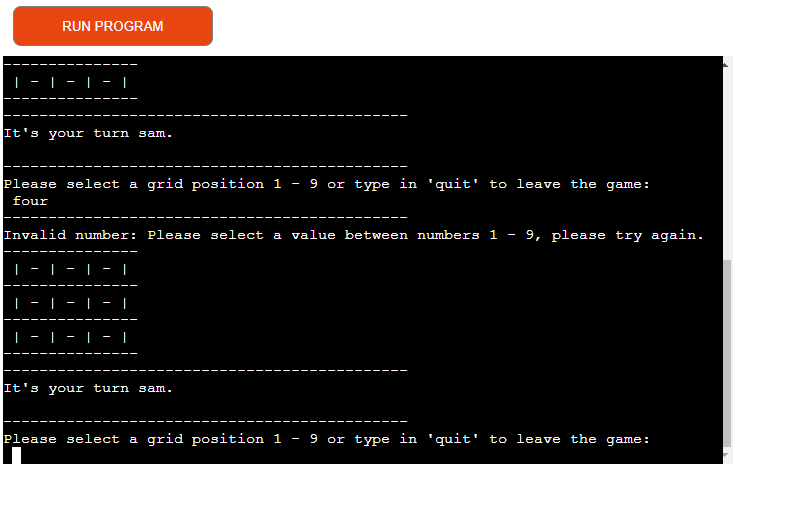 RUN PROGRAM
---------------
 | - | - | - |
---------------
---------------------------------------------
It's your turn sam.
---------------------------------------------
Please select a grid position 1 - 9 or type in 'quit' to leave the game:
 four
---------------------------------------------
Invalid number: Please select a value between numbers 1 - 9, please try again.
---------------
 | - | - | - |
---------------
 | - | - | - |
---------------
 | - | - | - |
---------------
---------------------------------------------
It's your turn sam.
---------------------------------------------
Please select a grid position 1 - 9 or type in 'quit' to leave the game: